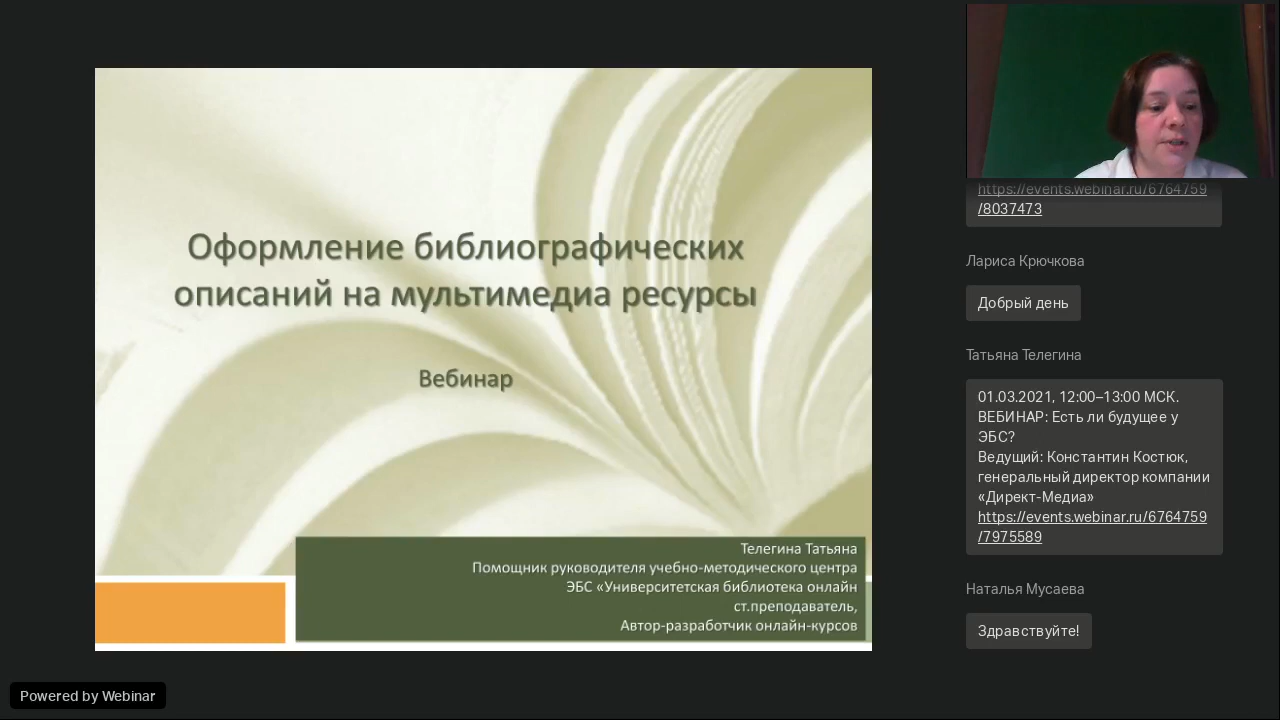 Оформление библиографических
описаний на мультимедиа ресурсы
Вебинар
Телегина Татьяна
Помощник руководителя учебно-методического центра
ЭБС «Университетская библиотека онлайн
ст.преподаватель,
Автор-разработчик онлайн-курсов
https://events.webinar.ru/6764759
/8037473
Лариса Крючкова
Добрый день
Татьяна Телегина
01.03.2021, 12:00–13:00 МСК.
ВЕБИНАР: Есть ли будущее у
ЭБС?
Ведущий: Константин Костюк,
генеральный директор компании
«Директ-Медиа»
https://events.webinar.ru/6764759
/7975589
Наталья Мусаева
Здравствуйте!
Powered by Webinar